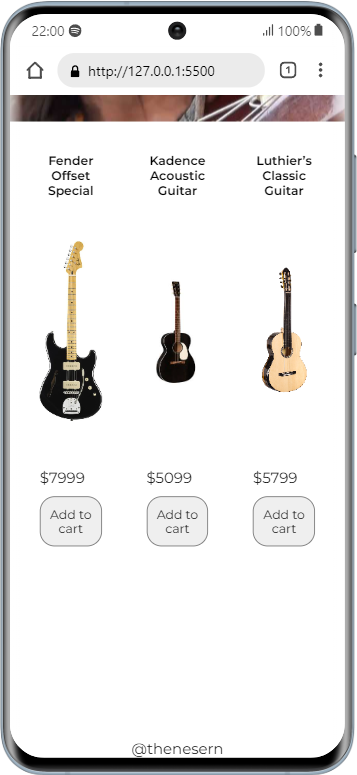 22:00 100%
http://127.0.0.1:5500 1
Fender
Offset
Special
Kadence
Acoustic
Guitar
Luthier’s
Classic
Guitar
$7999
$5099
$5799
Add to
cart
Add to
cart
Add to
cart
@thenesern